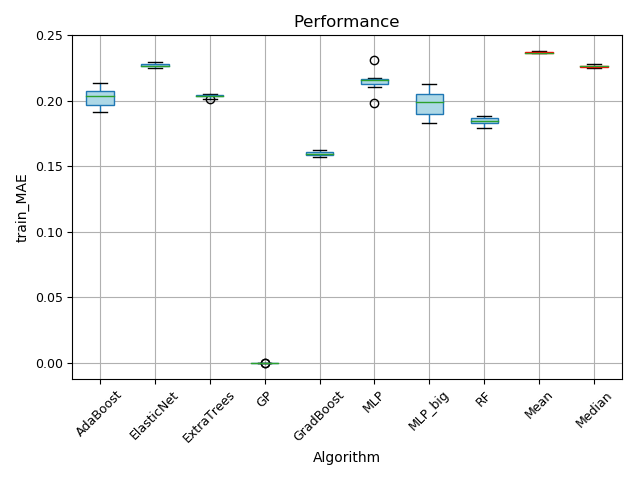 Performance
train_MAE
0.25
0.20
0.15
0.10
0.05
0.00
AdaBoost
ElasticNet
ExtraTrees
GP
GradBoost
MLP
MLP_big
RF
Mean
Median
Algorithm